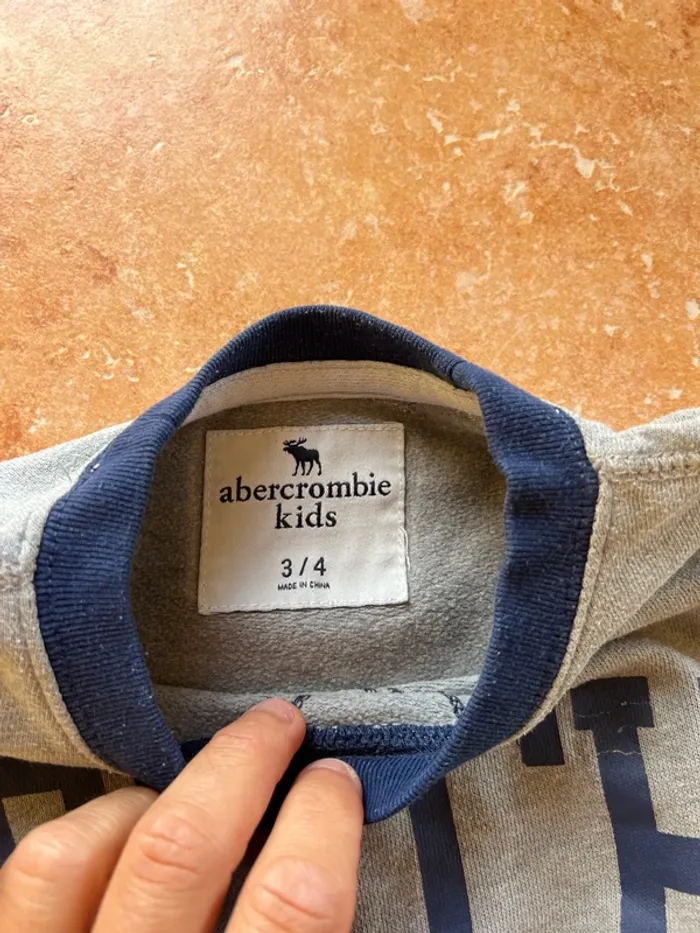 abercrombie
kids
3 / 4
MADE IN CHINA